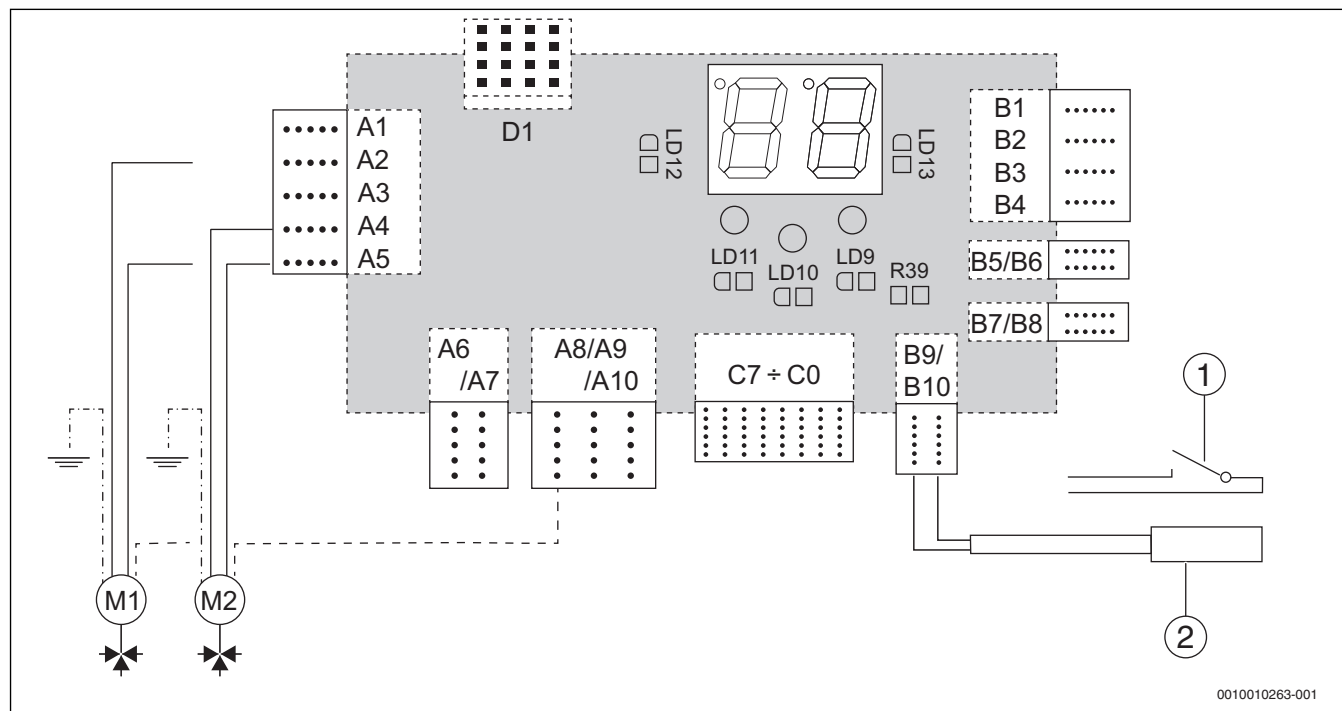 D1
A1
A2
A3
A4
A5
LD12
LD13
B1
B2
B3
B4
LD11
LD10
LD9
R39
B5/B6
B7/B8
A6
/A7
A8/A9
/A10
C7 ÷ C0
B9/
B10
1
M1
M2
2
0010010263-001